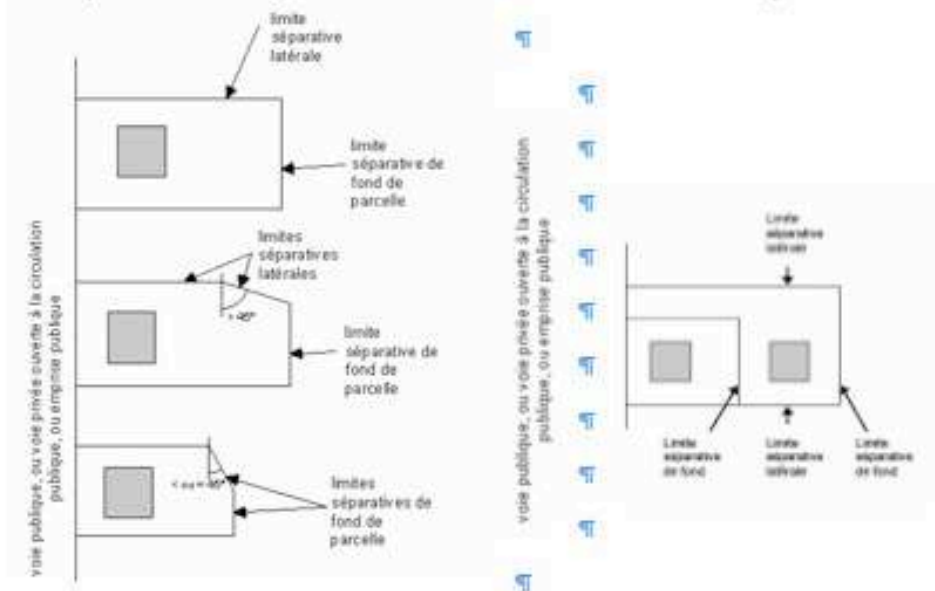 limite
séparative
latérale
limite
séparative de
fond de
parcelle
limites
séparatives
latérales
> 45°
limite
séparative de
fond de
parcelle
< ou = 45°
limites
séparatives de
fond de
parcelle
voie publique, ou voie privée ouverte à la circulation
publique, ou emprise publique
¶
¶
¶
¶
¶
¶
¶
¶
¶
¶
¶
voie publique, ou voie privée ouverte à la circulation
publique, ou emprise publique
Limite
séparative
latérale
Limite
séparative
de fond
Limite
séparative
latérale
Limite
séparative
de fond